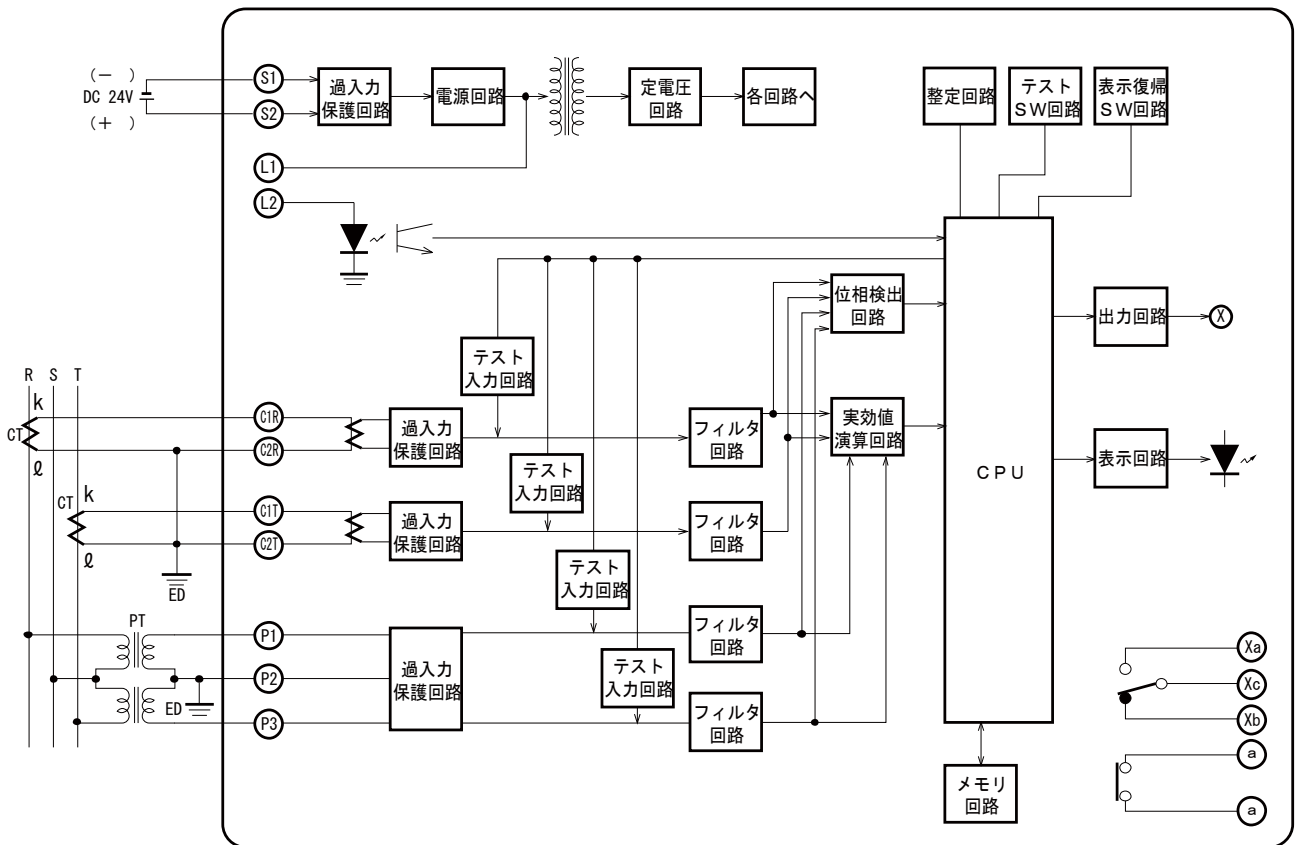 (－)
DC 24V
(＋)
S1
S2
L1
L2
過入力
保護回路
電源回路
定電圧
回路
各回路へ
整定回路
テスト
ＳＷ回路
表示復帰
ＳＷ回路
位相検出
回路
出力回路
X
テスト
入力回路
R S T
k
CT
ℓ
C1R
C2R
過入力
保護回路
フィルタ
回路
実効値
演算回路
ＣＰＵ
表示回路
テスト
入力回路
CT
k
ℓ
C1T
C2T
過入力
保護回路
フィルタ
回路
ED
テスト
入力回路
PT
P1
P2
P3
ED
過入力
保護回路
フィルタ
回路
テスト
入力回路
フィルタ
回路
メモリ
回路
Xa
Xc
Xb
a
a